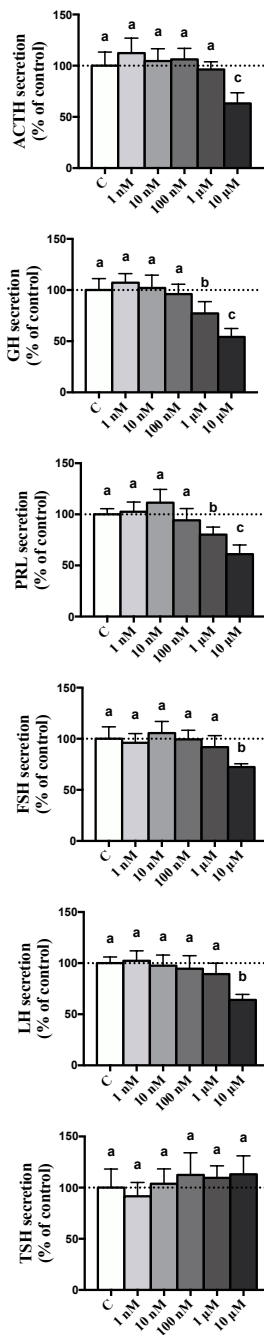 ACTH secretion
(% of control)
150
100
50
0
a a a a a c
C 1 nM 10 nM 100 nM 1 µM 10 µM
GH secretion
(% of control)
150
100
50
0
a a a a b c
C 1 nM 10 nM 100 nM 1 µM 10 µM
PRL secretion
(% of control)
150
100
50
0
a a a a b c
C 1 nM 10 nM 100 nM 1 µM 10 µM
FSH secretion
(% of control)
150
100
50
0
a a a a a b
C 1 nM 10 nM 100 nM 1 µM 10 µM
LH secretion
(% of control)
150
100
50
0
a a a a a b
C 1 nM 10 nM 100 nM 1 µM 10 µM
TSH secretion
(% of control)
150
100
50
0
a a a a a a
C 1 nM 10 nM 100 nM 1 µM 10 µM